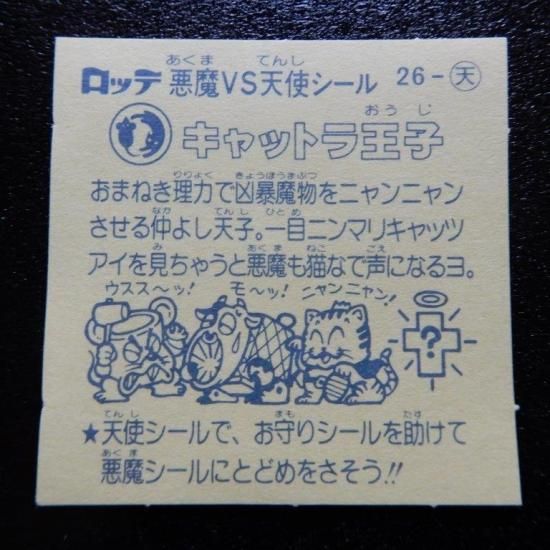 ロッテ 悪魔VS天使シール 26-天
キャットラ王子
おまねき理力で凶暴魔物をニャンニャン
させる仲よし天子。一目ニンマリキャッツ
アイを見ちゃうと悪魔も猫なで声になるヨ。
ウスス〜ッ! モ〜ッ! ニャンニャン!
?
★天使シールで、お守りシールを助けて
悪魔シールにとどめをさそう!!